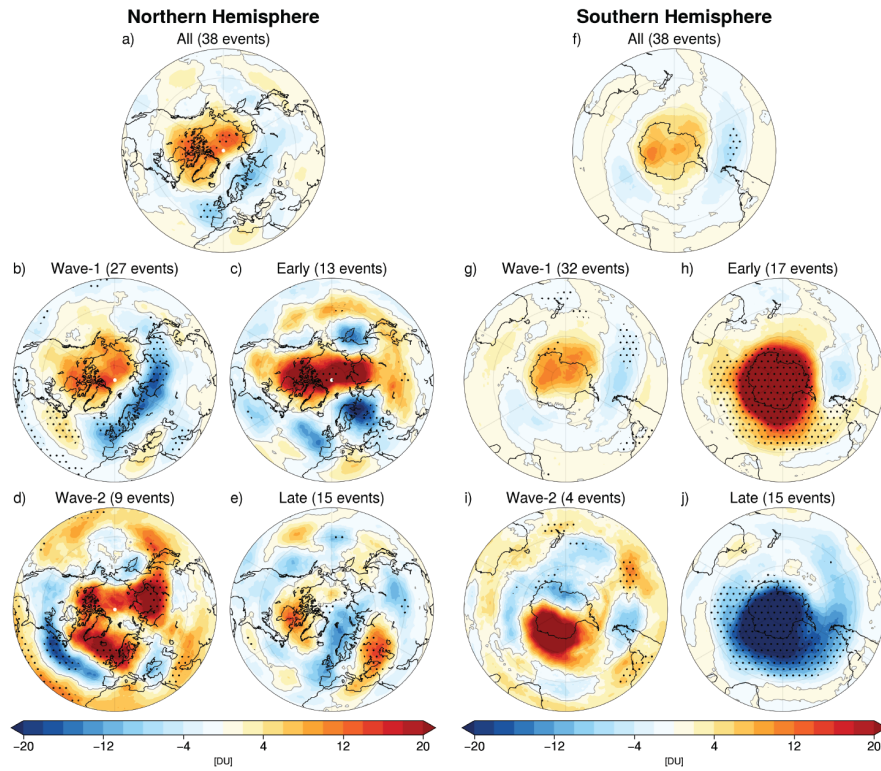 Northern Hemisphere
Southern Hemisphere
a) All (38 events)
f) All (38 events)
b) Wave-1 (27 events)
c) Early (13 events)
g) Wave-1 (32 events)
h) Early (17 events)
d) Wave-2 (9 events)
e) Late (15 events)
i) Wave-2 (4 events)
j) Late (15 events)
−20 −12 −4 4 12 20
[DU]
−20 −12 −4 4 12 20
[DU]